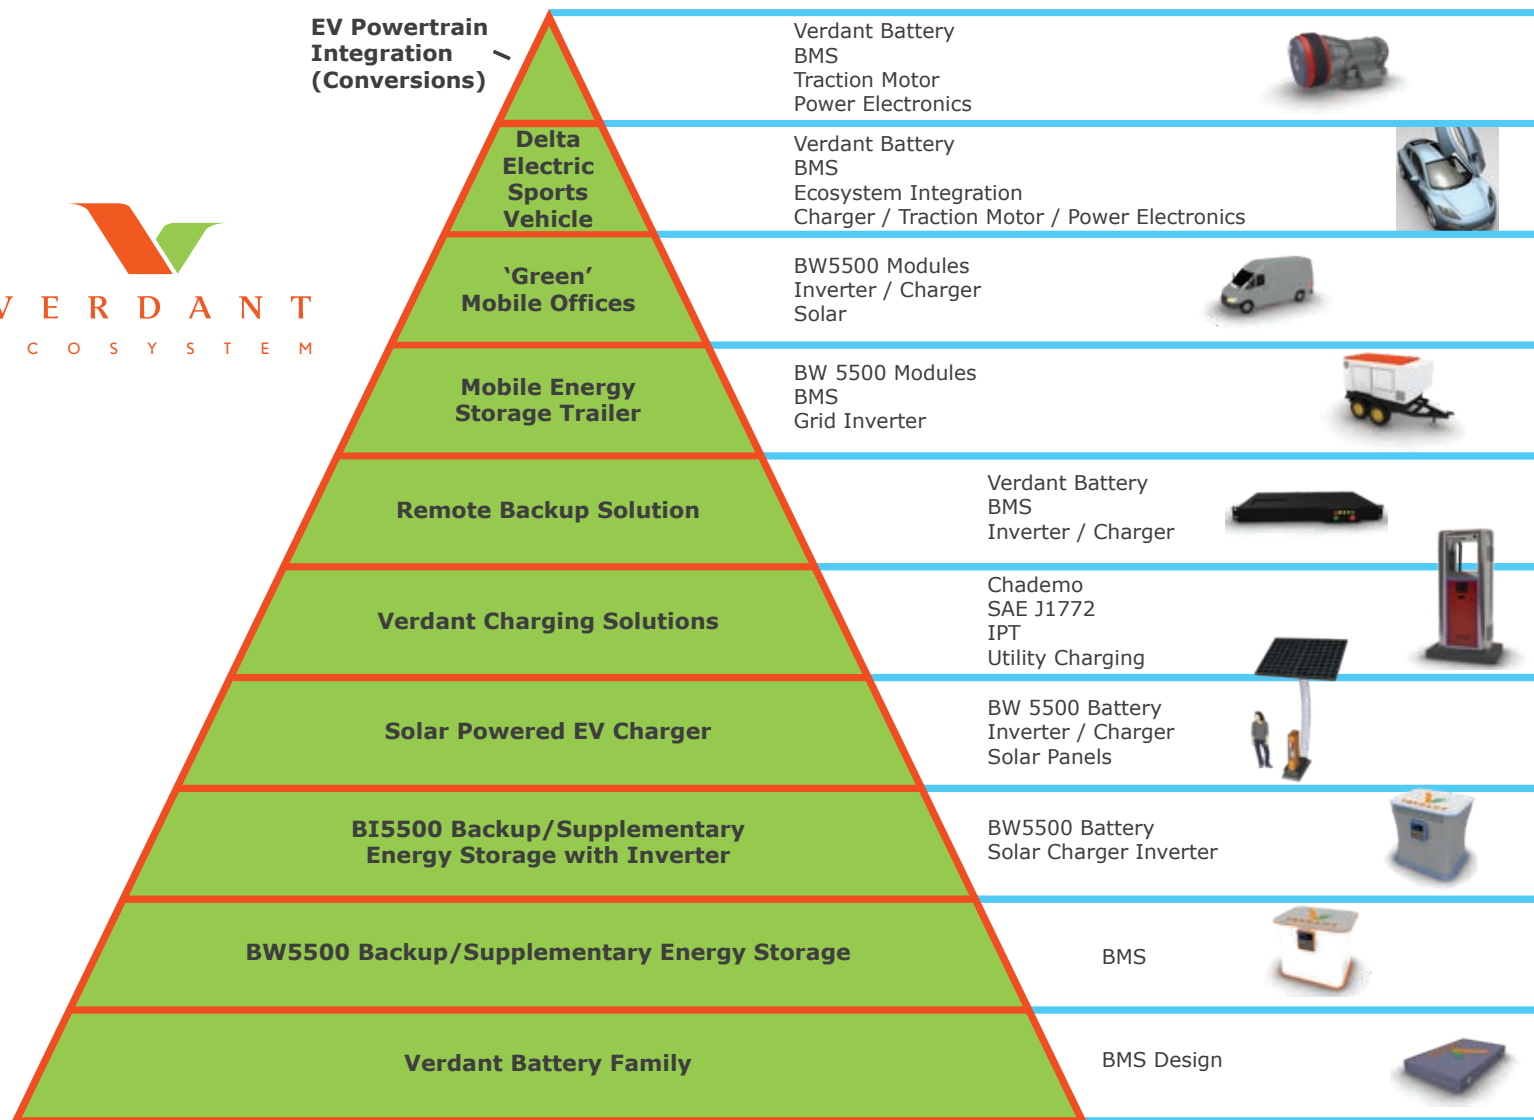 EV Powertrain
Integration
(Conversions)
Verdant Battery
BMS
Traction Motor
Power Electronics
Delta
Electric
Sports
Vehicle
Verdant Battery
BMS
Ecosystem Integration
Charger / Traction Motor / Power Electronics
VERDANT
COSYSTEM
‘Green’
Mobile Offices
BW5500 Modules
Inverter / Charger
Solar
Mobile Energy
Storage Trailer
BW 5500 Modules
BMS
Grid Inverter
Remote Backup Solution
Verdant Battery
BMS
Inverter / Charger
Verdant Charging Solutions
Chademo
SAE J1772
IPT
Utility Charging
Solar Powered EV Charger
BW 5500 Battery
Inverter / Charger
Solar Panels
BI5500 Backup/Supplementary
Energy Storage with Inverter
BW5500 Battery
Solar Charger Inverter
BW5500 Backup/Supplementary Energy Storage
BMS
Verdant Battery Family
BMS Design